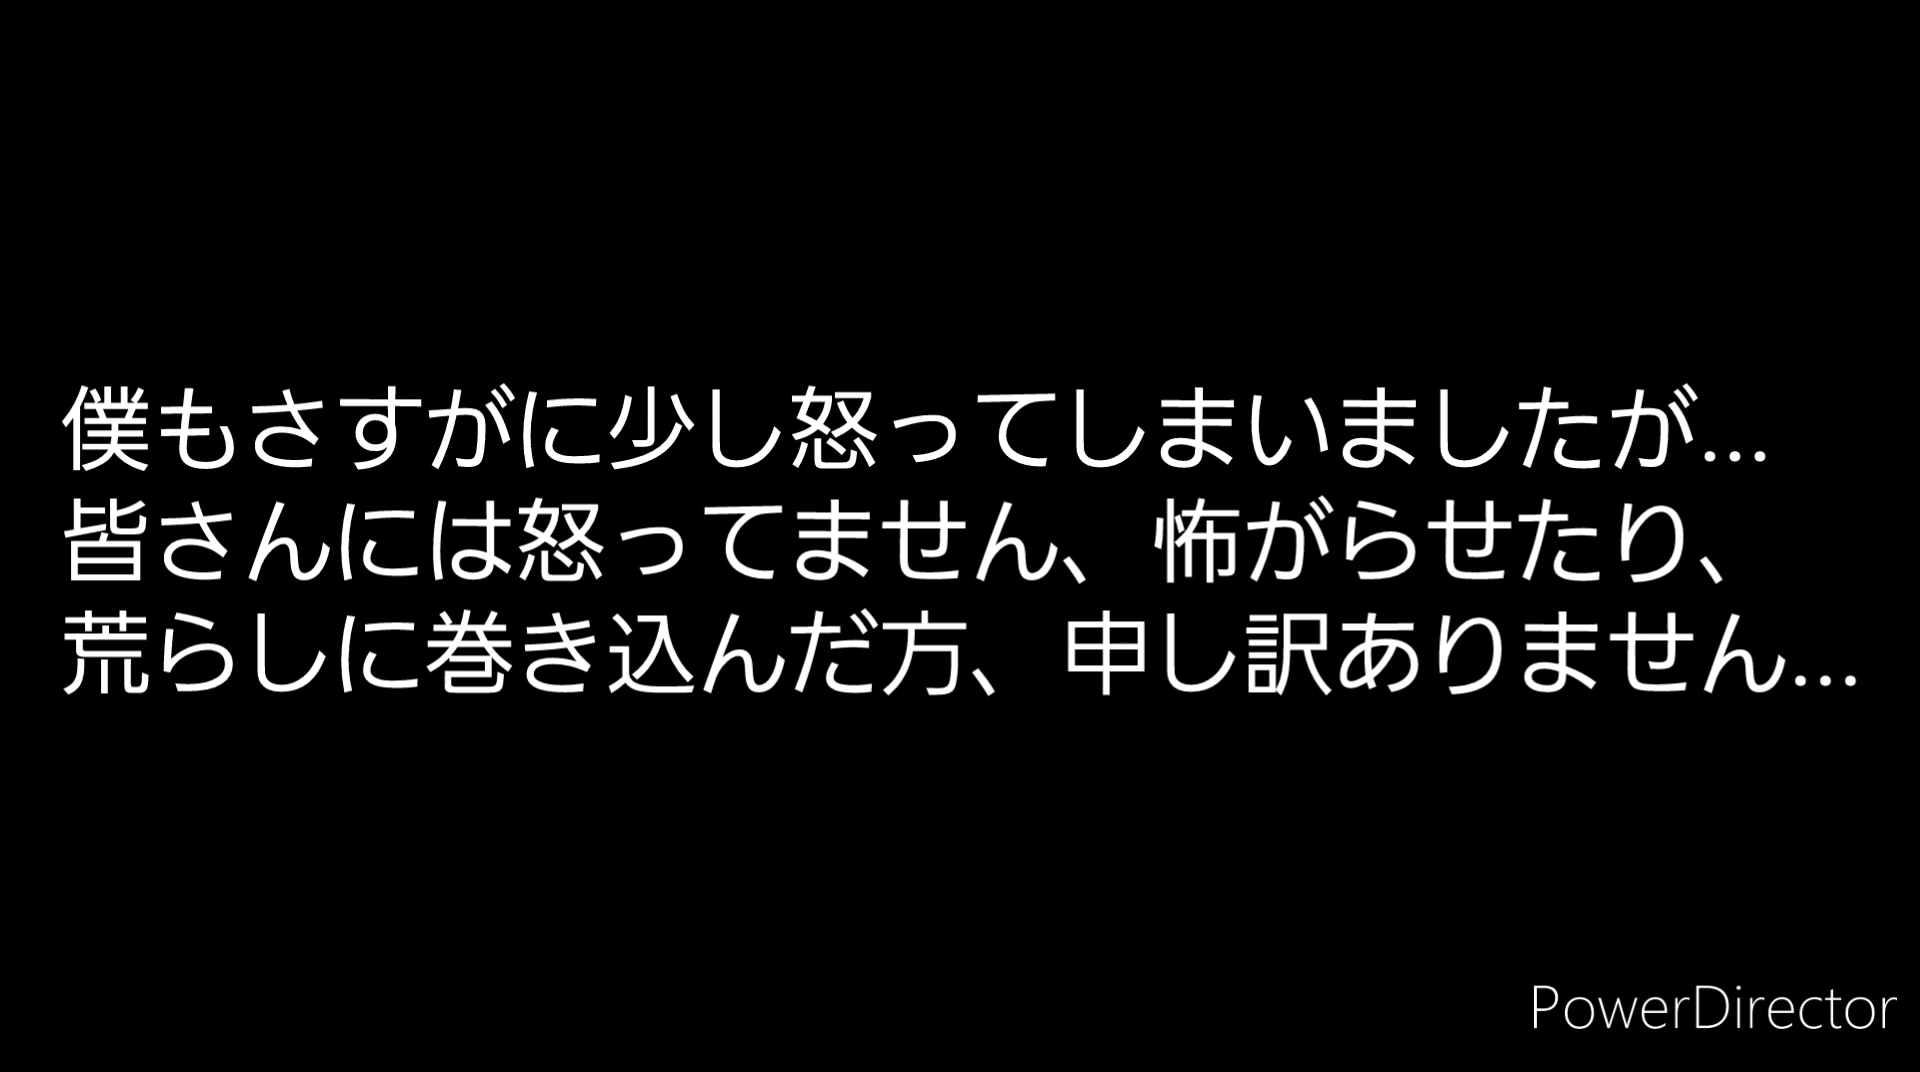 僕もさすがに少し怒ってしまいましたが...
皆さんには怒ってません、怖がらせたり、
荒らしに巻き込んだ方、申し訳ありません...
PowerDirector